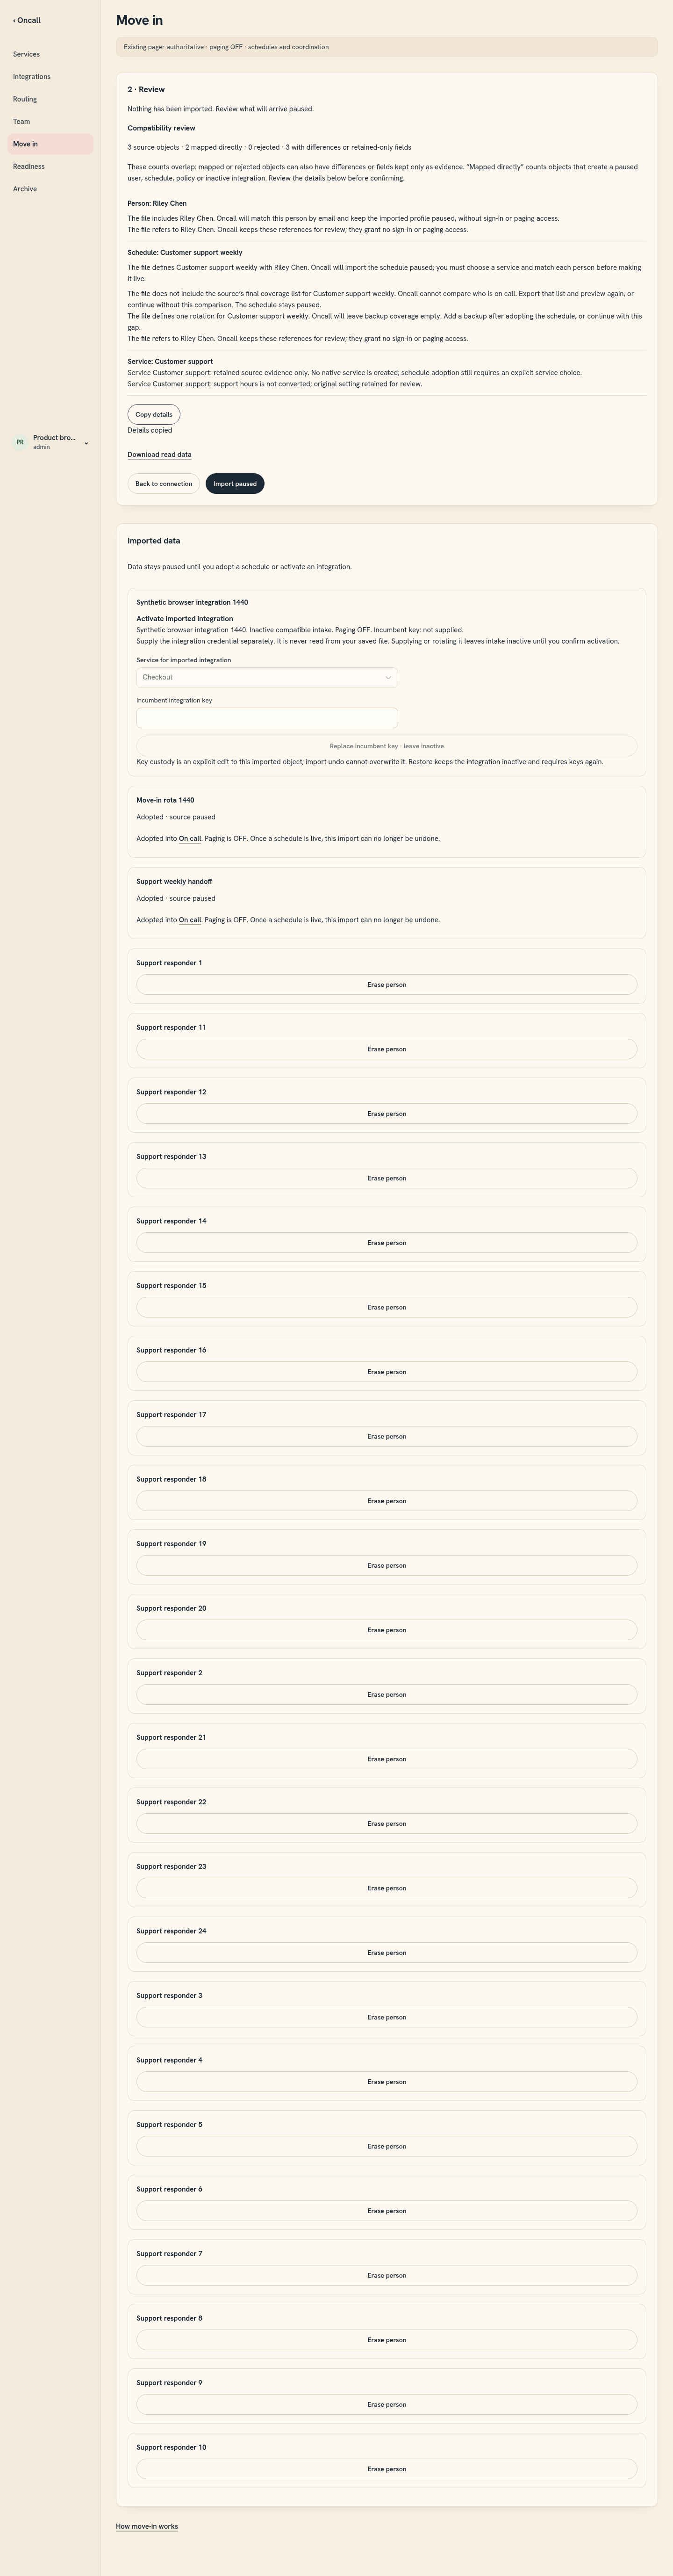 ‹ Oncall
Services
Integrations
Routing
Team
Move in
Readiness
Archive
PR
Product bro...
admin
Move in
Existing pager authoritative · paging OFF · schedules and coordination
2 · Review
Nothing has been imported. Review what will arrive paused.
Compatibility review
3 source objects · 2 mapped directly · 0 rejected · 3 with differences or retained-only fields
These counts overlap: mapped or rejected objects can also have differences or fields kept only as evidence. “Mapped directly” counts objects that create a paused
user, schedule, policy or inactive integration. Review the details below before confirming.
Person: Riley Chen
The file includes Riley Chen. Oncall will match this person by email and keep the imported profile paused, without sign-in or paging access.
The file refers to Riley Chen. Oncall keeps these references for review; they grant no sign-in or paging access.
Schedule: Customer support weekly
The file defines Customer support weekly with Riley Chen. Oncall will import the schedule paused; you must choose a service and match each person before making
it live.
The file does not include the source’s final coverage list for Customer support weekly. Oncall cannot compare who is on call. Export that list and preview again, or
continue without this comparison. The schedule stays paused.
The file defines one rotation for Customer support weekly. Oncall will leave backup coverage empty. Add a backup after adopting the schedule, or continue with this
gap.
The file refers to Riley Chen. Oncall keeps these references for review; they grant no sign-in or paging access.
Service: Customer support
Service Customer support: retained source evidence only. No native service is created; schedule adoption still requires an explicit service choice.
Service Customer support: support hours is not converted; original setting retained for review.
Copy details
Details copied
Download read data
Back to connection
Import paused
Imported data
Data stays paused until you adopt a schedule or activate an integration.
Synthetic browser integration 1440
Activate imported integration
Synthetic browser integration 1440. Inactive compatible intake. Paging OFF. Incumbent key: not supplied.
Supply the integration credential separately. It is never read from your saved file. Supplying or rotating it leaves intake inactive until you confirm activation.
Service for imported integration
Checkout
Incumbent integration key
Replace incumbent key · leave inactive
Key custody is an explicit edit to this imported object; import undo cannot overwrite it. Restore keeps the integration inactive and requires keys again.
Move-in rota 1440
Adopted · source paused
Adopted into On call. Paging is OFF. Once a schedule is live, this import can no longer be undone.
Support weekly handoff
Adopted · source paused
Adopted into On call. Paging is OFF. Once a schedule is live, this import can no longer be undone.
Support responder 1
Erase person
Support responder 11
Erase person
Support responder 12
Erase person
Support responder 13
Erase person
Support responder 14
Erase person
Support responder 15
Erase person
Support responder 16
Erase person
Support responder 17
Erase person
Support responder 18
Erase person
Support responder 19
Erase person
Support responder 20
Erase person
Support responder 2
Erase person
Support responder 21
Erase person
Support responder 22
Erase person
Support responder 23
Erase person
Support responder 24
Erase person
Support responder 3
Erase person
Support responder 4
Erase person
Support responder 5
Erase person
Support responder 6
Erase person
Support responder 7
Erase person
Support responder 8
Erase person
Support responder 9
Erase person
Support responder 10
Erase person
How move-in works